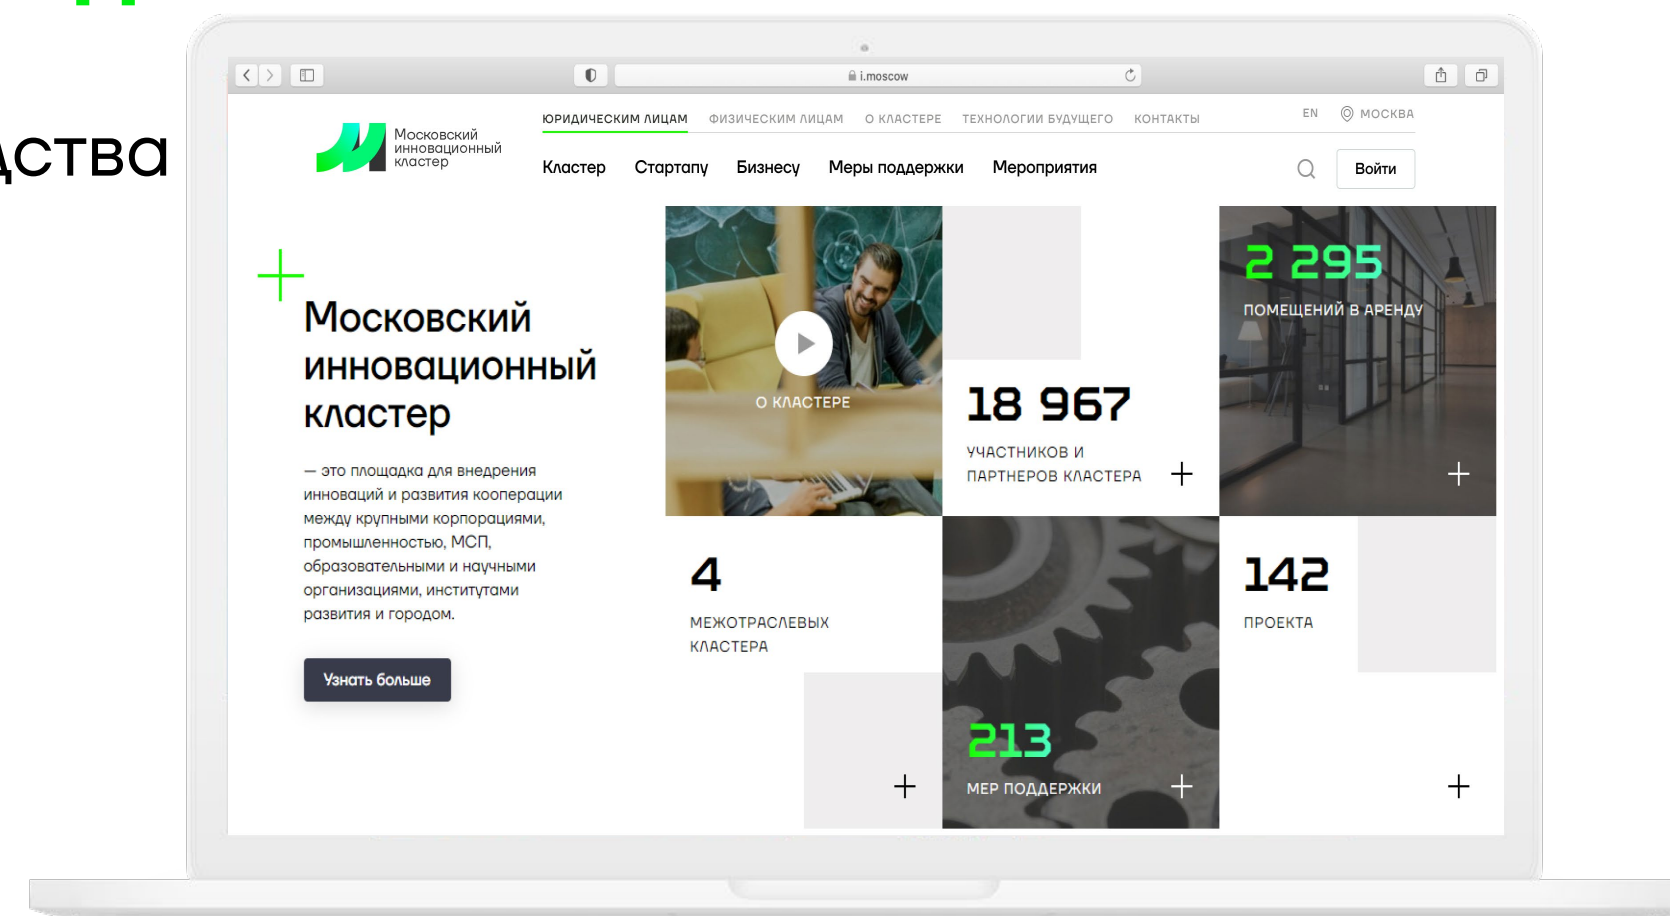 i.moscow
Московский
инновационный
кластер
ЮРИДИЧЕСКИМ ЛИЦАМ ФИЗИЧЕСКИМ ЛИЦАМ О КЛАСТЕРЕ ТЕХНОЛОГИИ БУДУЩЕГО КОНТАКТЫ
EN МОСКВА
Кластер Стартапу Бизнесу Меры поддержки Мероприятия
Войти
Московский
инновационный
кластер
— это площадка для внедрения
инноваций и развития кооперации
между крупными корпорациями,
промышленностью, МСП,
образовательными и научными
организациями, институтами
развития и городом.
Узнать больше
О КЛАСТЕРЕ
18 967
УЧАСТНИКОВ И
ПАРТНЕРОВ КЛАСТЕРА
2 295
ПОМЕЩЕНИЙ В АРЕНДУ
4
МЕЖОТРАСЛЕВЫХ
КЛАСТЕРА
213
МЕР ПОДДЕРЖКИ
142
ПРОЕКТА